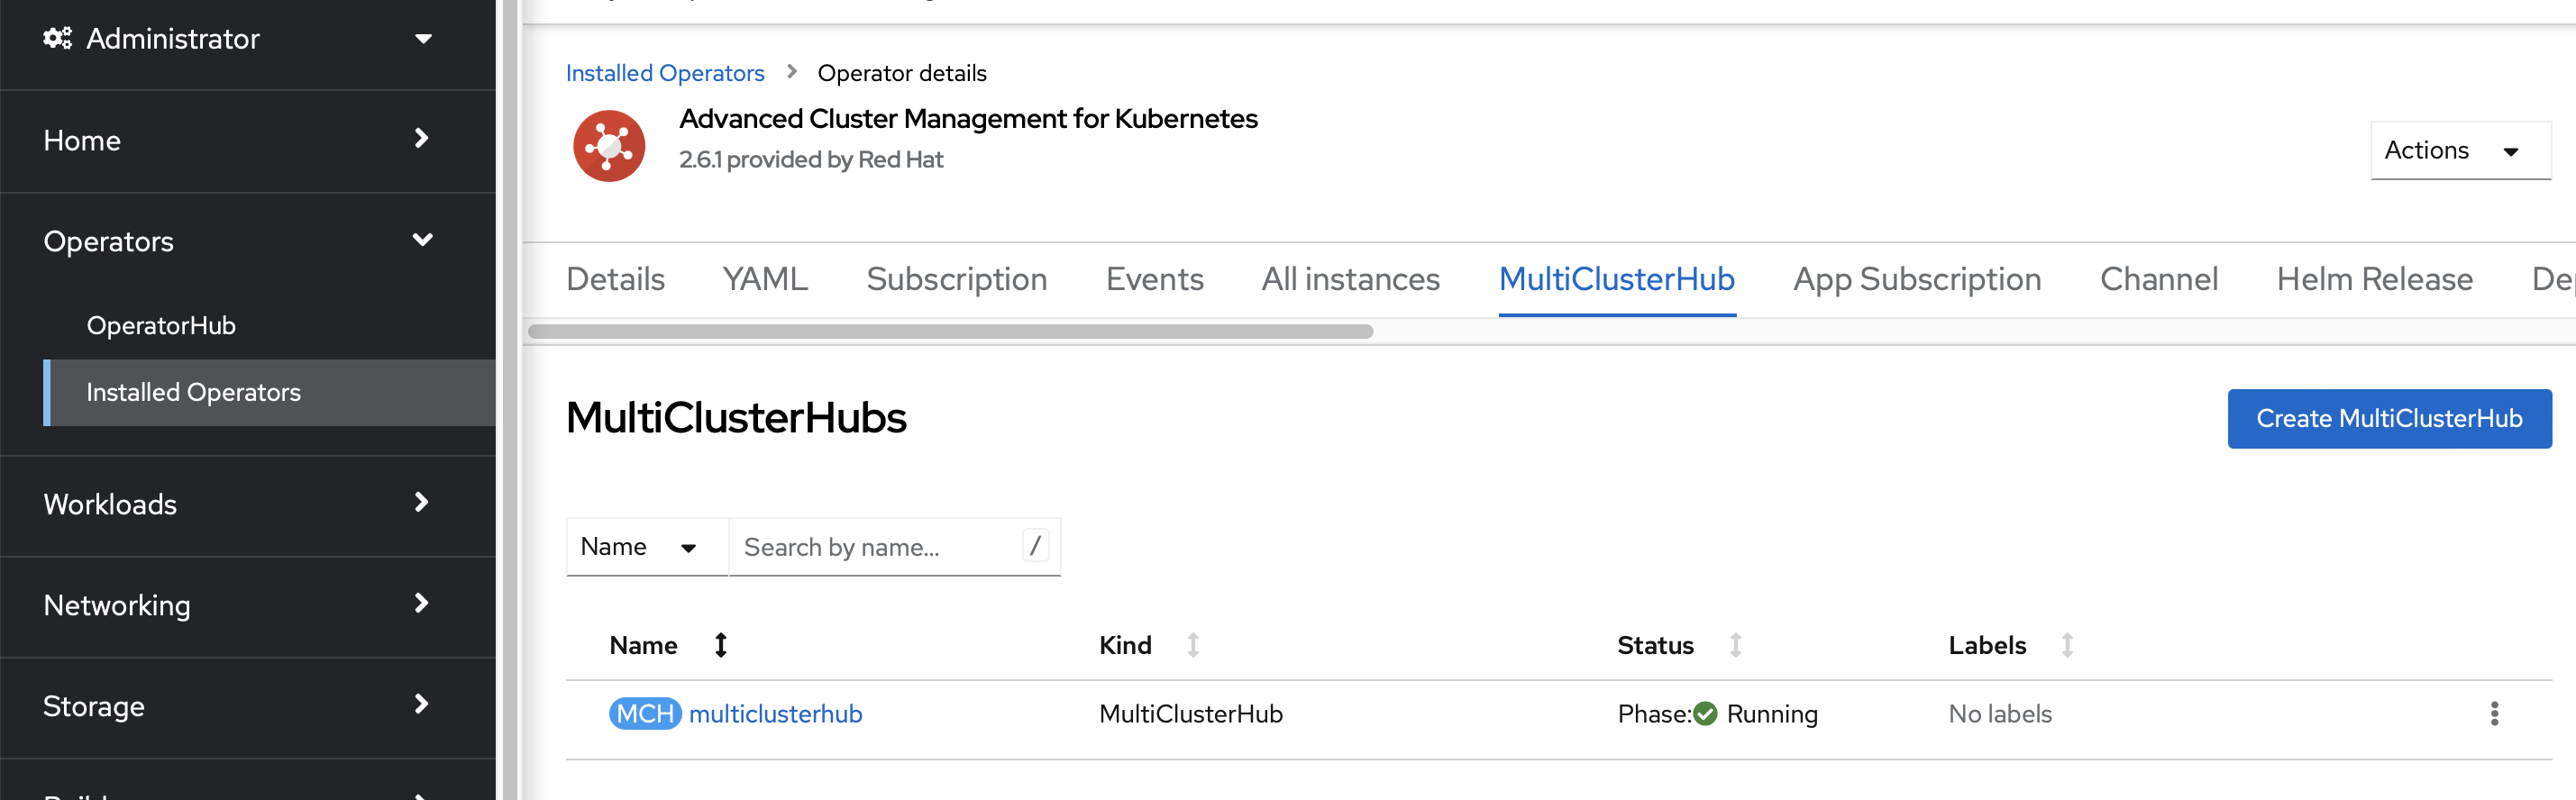 Administrator
Home
Operators
OperatorHub
Installed Operators
Workloads
Networking
Storage
Installed Operators > Operator details
Advanced Cluster Management for Kubernetes
2.6.1 provided by Red Hat
Actions
Details YAML Subscription Events All instances MultiClusterHub App Subscription Channel Helm Release
MultiClusterHubs
Create MultiClusterHub
Name Search by name... /
Name Kind Status Labels
MCH multiclusterhub MultiClusterHub Phase: Running No labels